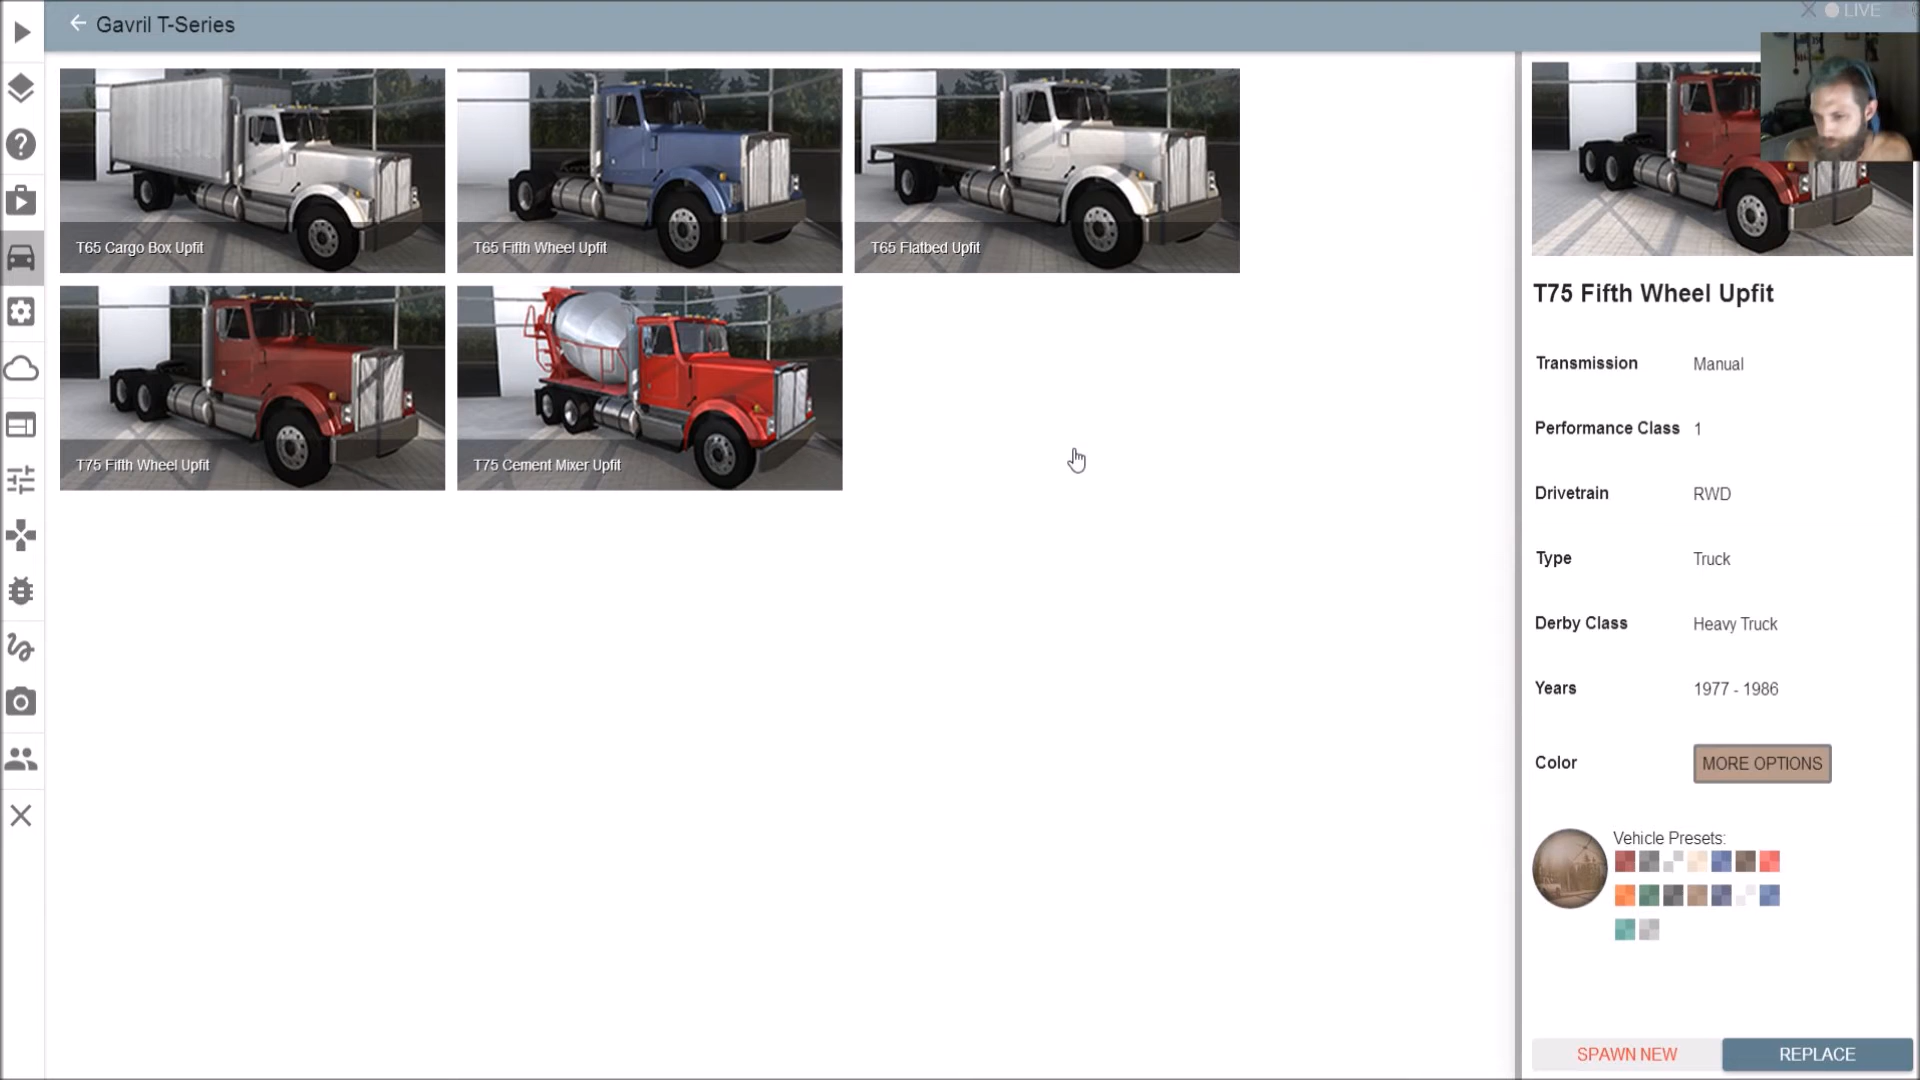 Gavril T-Series
LIVE
T65 Cargo Box Upfit
T65 Fifth Wheel Upfit
T65 Flatbed Upfit
T75 Fifth Wheel Upfit
T75 Cement Mixer Upfit
T75 Fifth Wheel Upfit
Transmission Manual
Performance Class 1
Drivetrain RWD
Type Truck
Derby Class Heavy Truck
Years 1977 - 1986
Color MORE OPTIONS
Vehicle Presets:
SPAWN NEW REPLACE